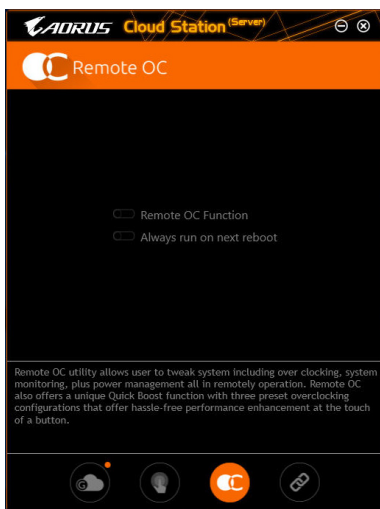 AORUS Cloud Station (Server)
Remote OC
Remote OC Function
Always run on next reboot
Remote OC utility allows user to tweak system including over clocking, system
monitoring, plus power management all in remotely operation. Remote OC
also offers a unique Quick Boost function with three preset overclocking
configurations that offer hassle-free performance enhancement at the touch
of a button.
G